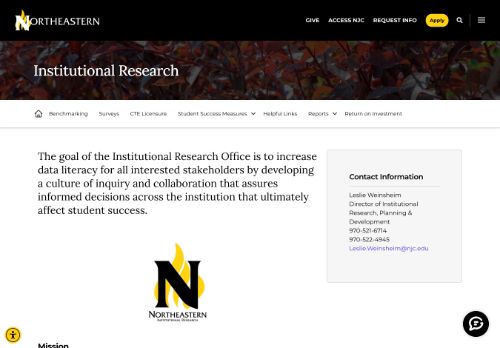 NORTHEASTERN
GIVE ACCESS NJC REQUEST INFO Apply
Institutional Research
Benchmarking Surveys CTE Licensure Student Success Measures Helpful Links Reports Return on Investment
The goal of the Institutional Research Office is to increase
data literacy for all interested stakeholders by developing
a culture of inquiry and collaboration that assures
informed decisions across the institution that ultimately
affect student success.
Contact Information
Leslie Weinsheim
Director of Institutional
Research, Planning &
Development
970-521-6714
970-522-4945
Leslie.Weinsheim@njc.edu
N
NORTHEASTERN
INSTITUTIONAL RESEARCH
Mission